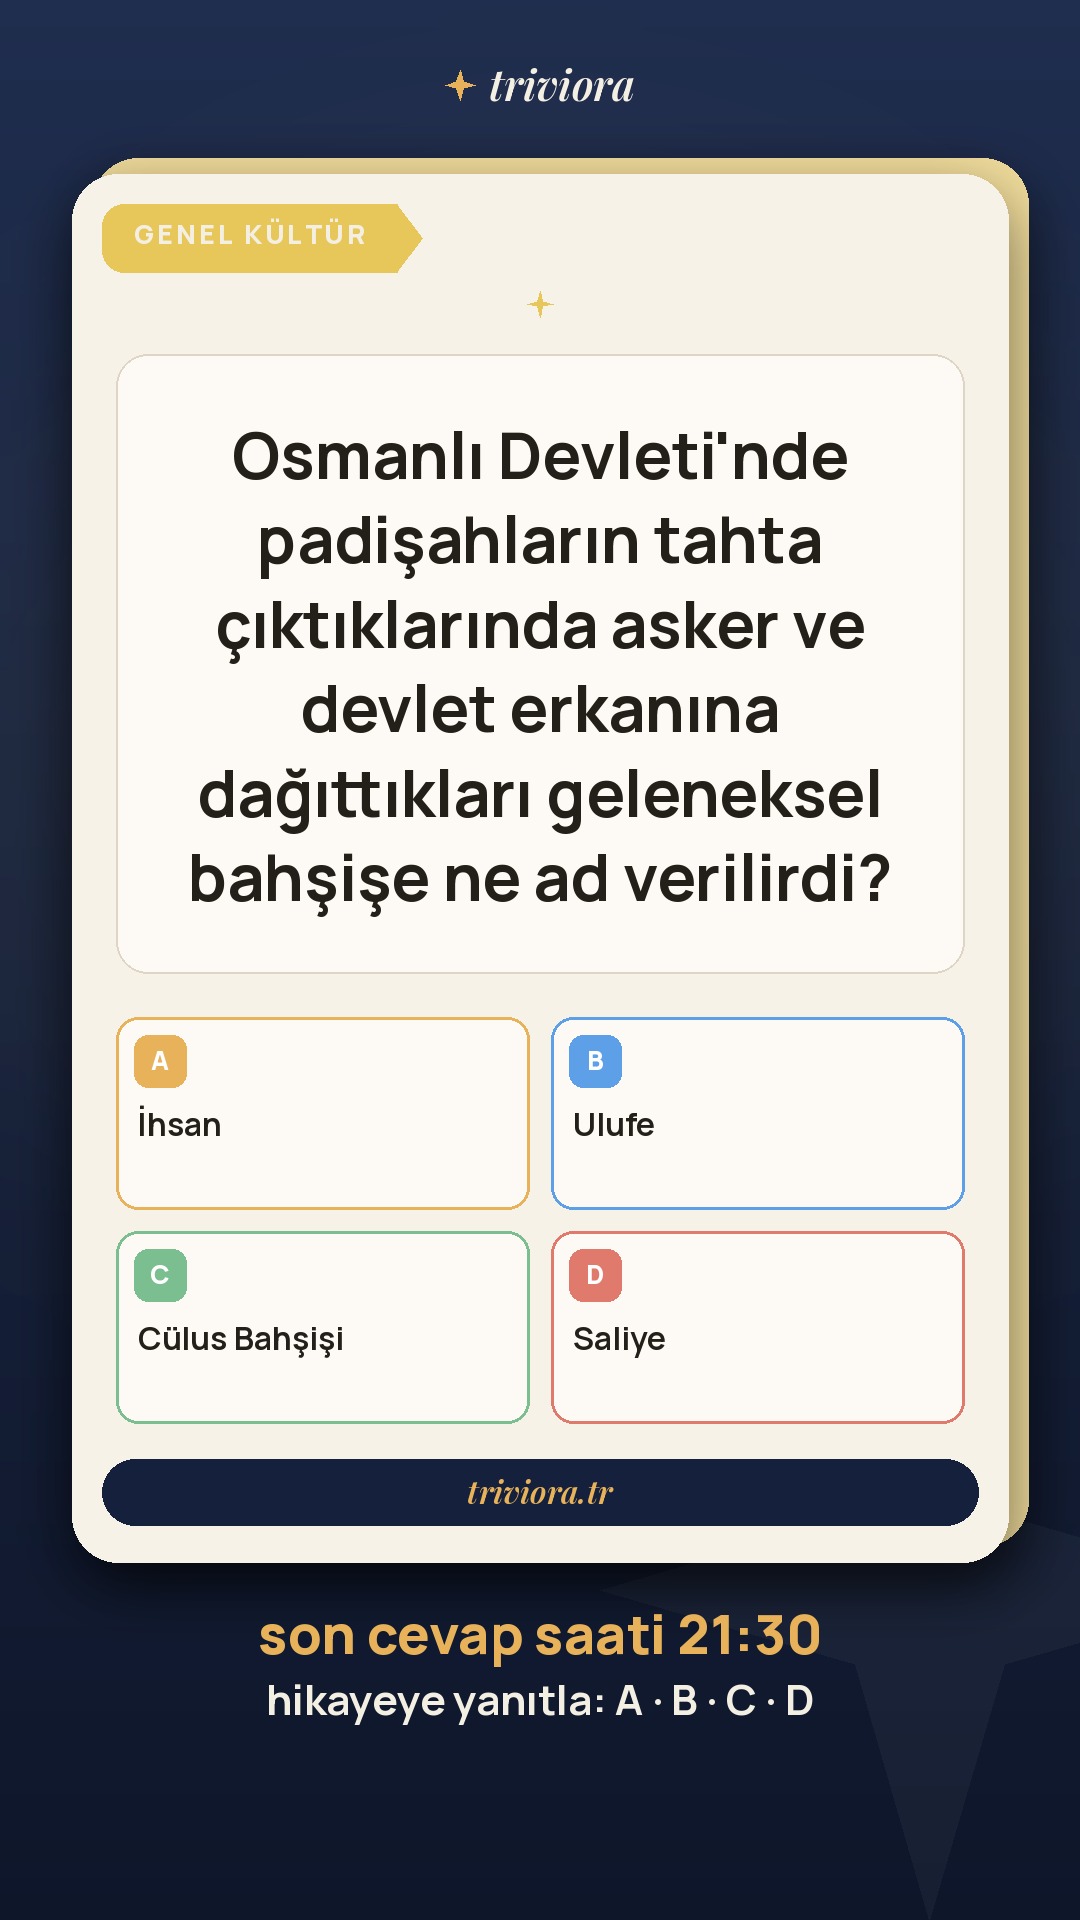 triviora
GENEL KÜLTÜR
Osmanlı Devleti'nde
padişahların tahta
çıktıklarında asker ve
devlet erkanına
dağıttıkları geleneksel
bahşişe ne ad verilirdi?
A
İhsan
B
Ulufe
C
Cülus Bahşişi
D
Saliye
triviora.tr
son cevap saati 21:30
hikayeye yanıtla: A · B · C · D